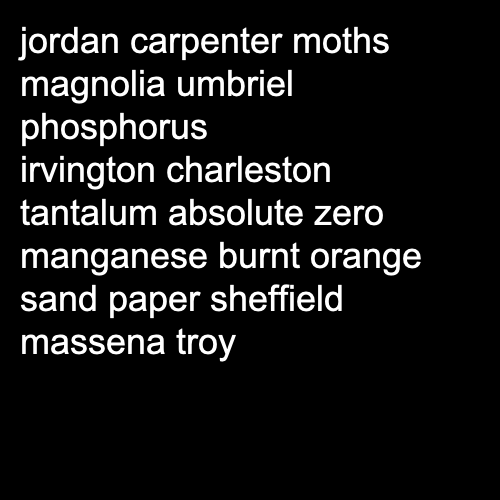 jordan carpenter moths
magnolia umbriel
phosphorus
irvington charleston
tantalum absolute zero
manganese burnt orange
sand paper sheffield
massena troy